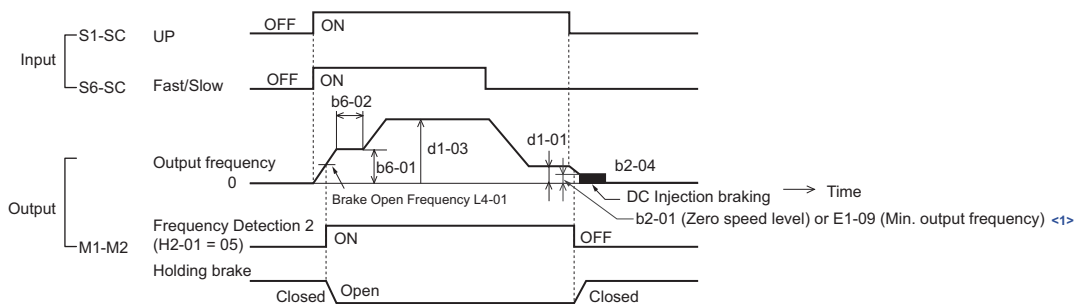 OFF ON
S1-SC UP
Input
OFF ON
S6-SC Fast/Slow
b6-02
d1-01
d1-03
b2-04
Output frequency
b6-01
0
DC Injection braking Time
Brake Open Frequency L4-01
b2-01 (Zero speed level) or E1-09 (Min. output frequency) <1>
Output
Frequency Detection 2
ON OFF
M1-M2 (H2-01 = 05)
Holding brake
Closed Open Closed